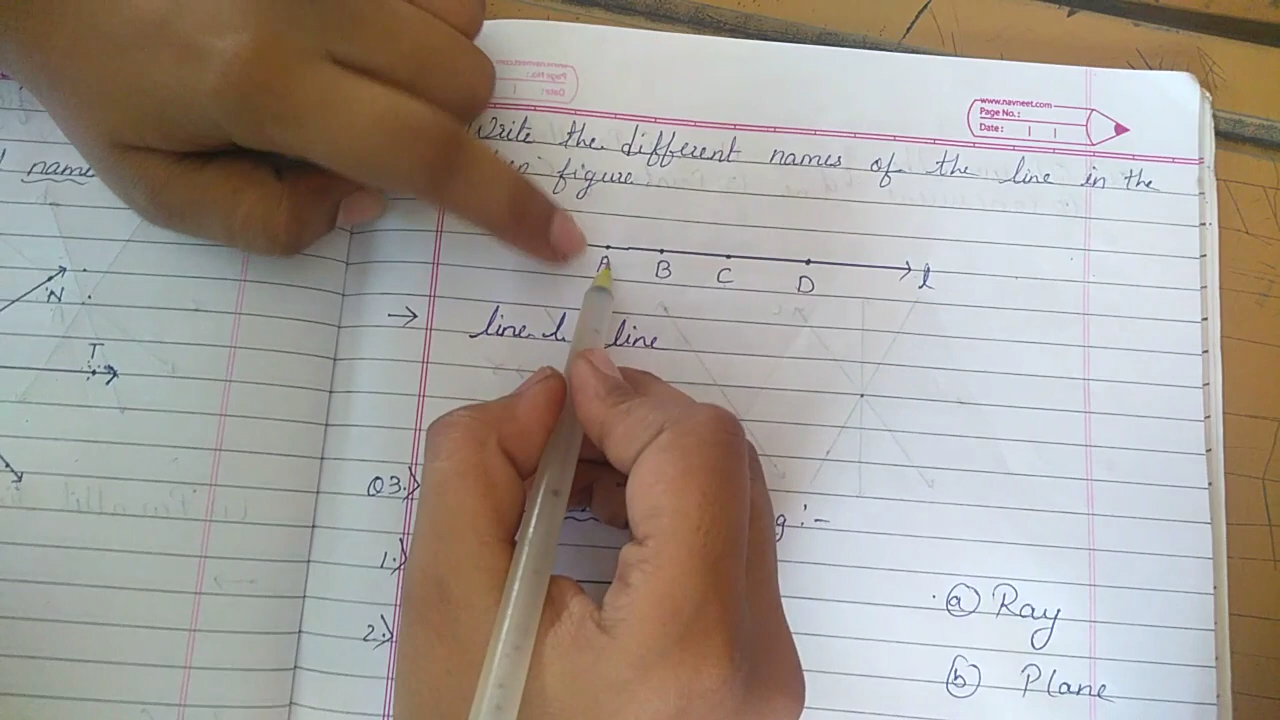 name
N
T
www.navneet.com
Page No.:
Date:
Write the different names of the line in the
figure.
A B C D l
→ line l line
Q3.)
g :-
1.)
(a) Ray
2.)
(b) Plane